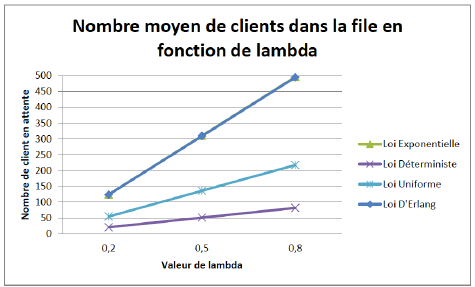 Nombre moyen de clients dans la file en
fonction de lambda
Nombre de client en attente
500
450
400
350
300
250
200
150
100
50
0
0,2
0,5
0,8
Valeur de lambda
Loi Exponentielle
Loi Déterministe
Loi Uniforme
Loi D'Erlang